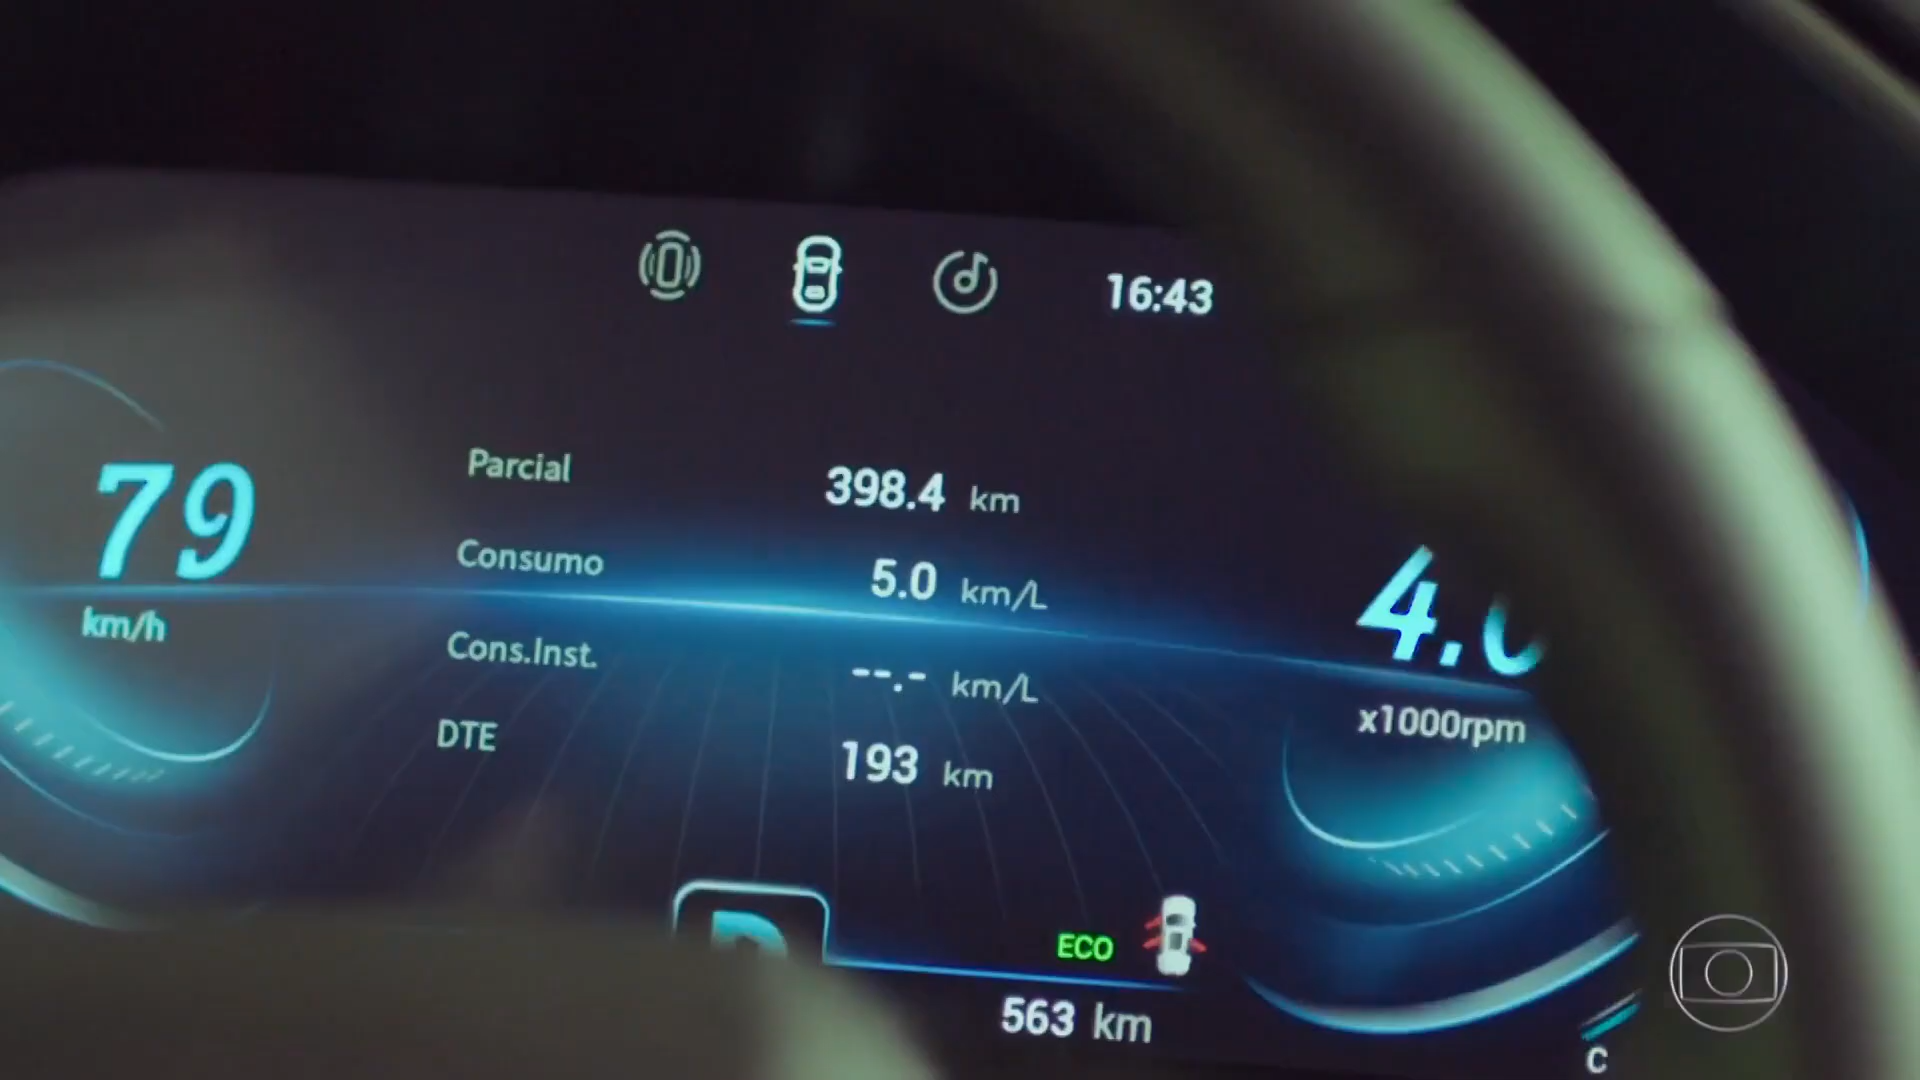 16:43
Parcial 398.4 km
Consumo 5.0 km/L
Cons.Inst. --.- km/L
DTE 193 km
79
km/h
x1000rpm
ECO
563 km
C